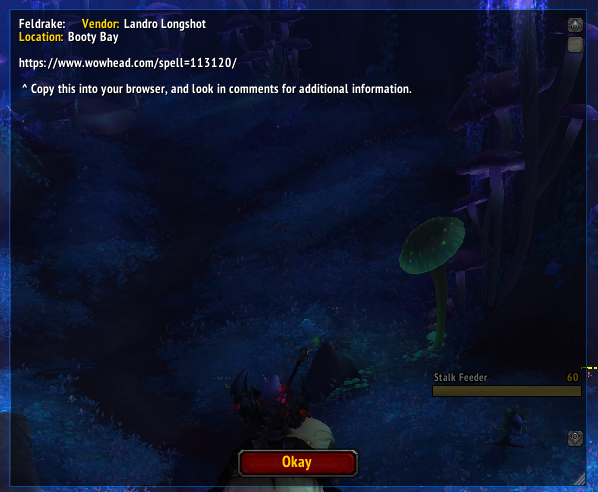 Feldrake: Vendor: Landro Longshot
Location: Booty Bay
https://www.wowhead.com/spell=113120/
^ Copy this into your browser, and look in comments for additional information.
Stalk Feeder 60
Okay